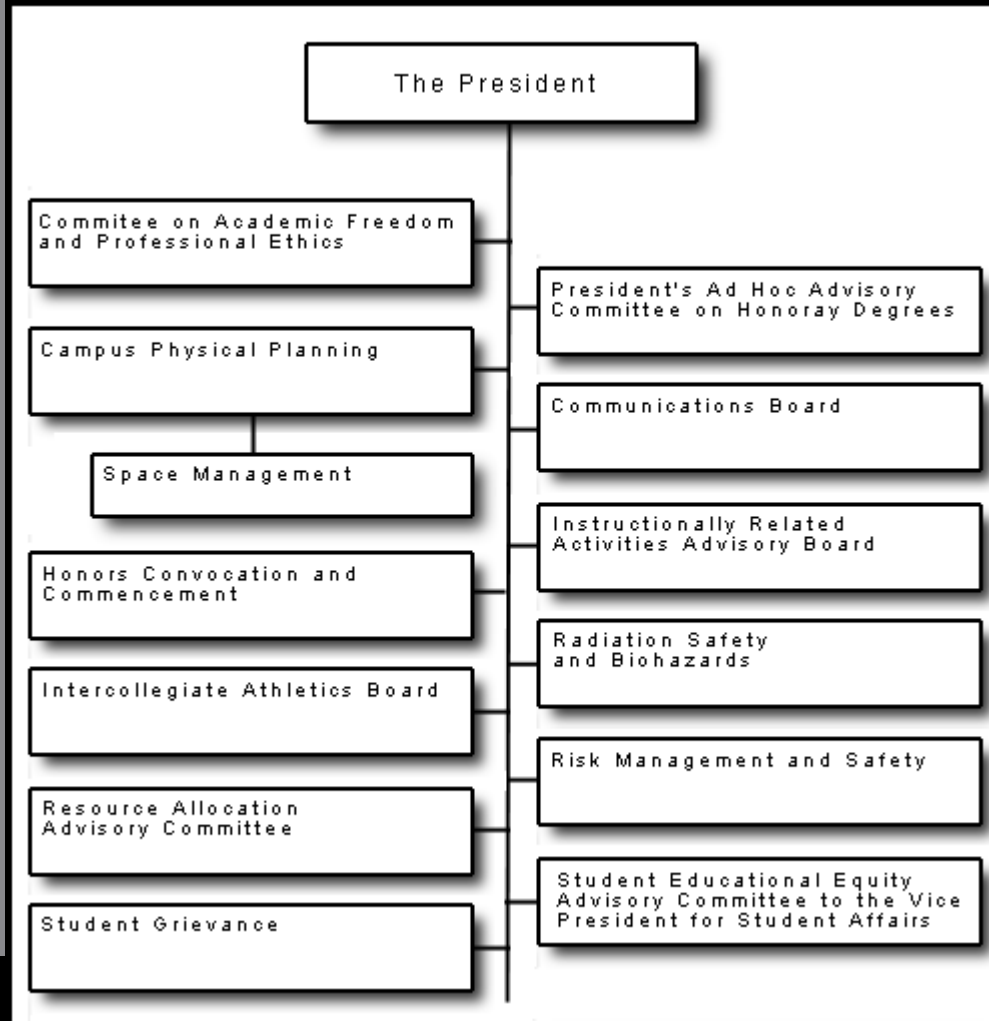 The President
Commitee on Academic Freedom
and Professional Ethics
Campus Physical Planning
Space Management
Honors Convocation and
Commencement
Intercollegiate Athletics Board
Resource Allocation
Advisory Committee
Student Grievance
President's Ad Hoc Advisory
Committee on Honoray Degrees
Communications Board
Instructionally Related
Activities Advisory Board
Radiation Safety
and Biohazards
Risk Management and Safety
Student Educational Equity
Advisory Committee to the Vice
President for Student Affairs